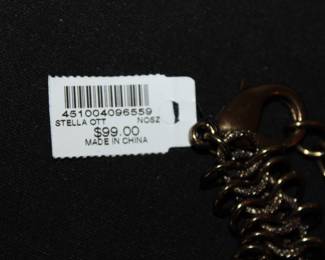 451004096559
STELLA OTT NOSZ
$99.00
MADE IN CHINA